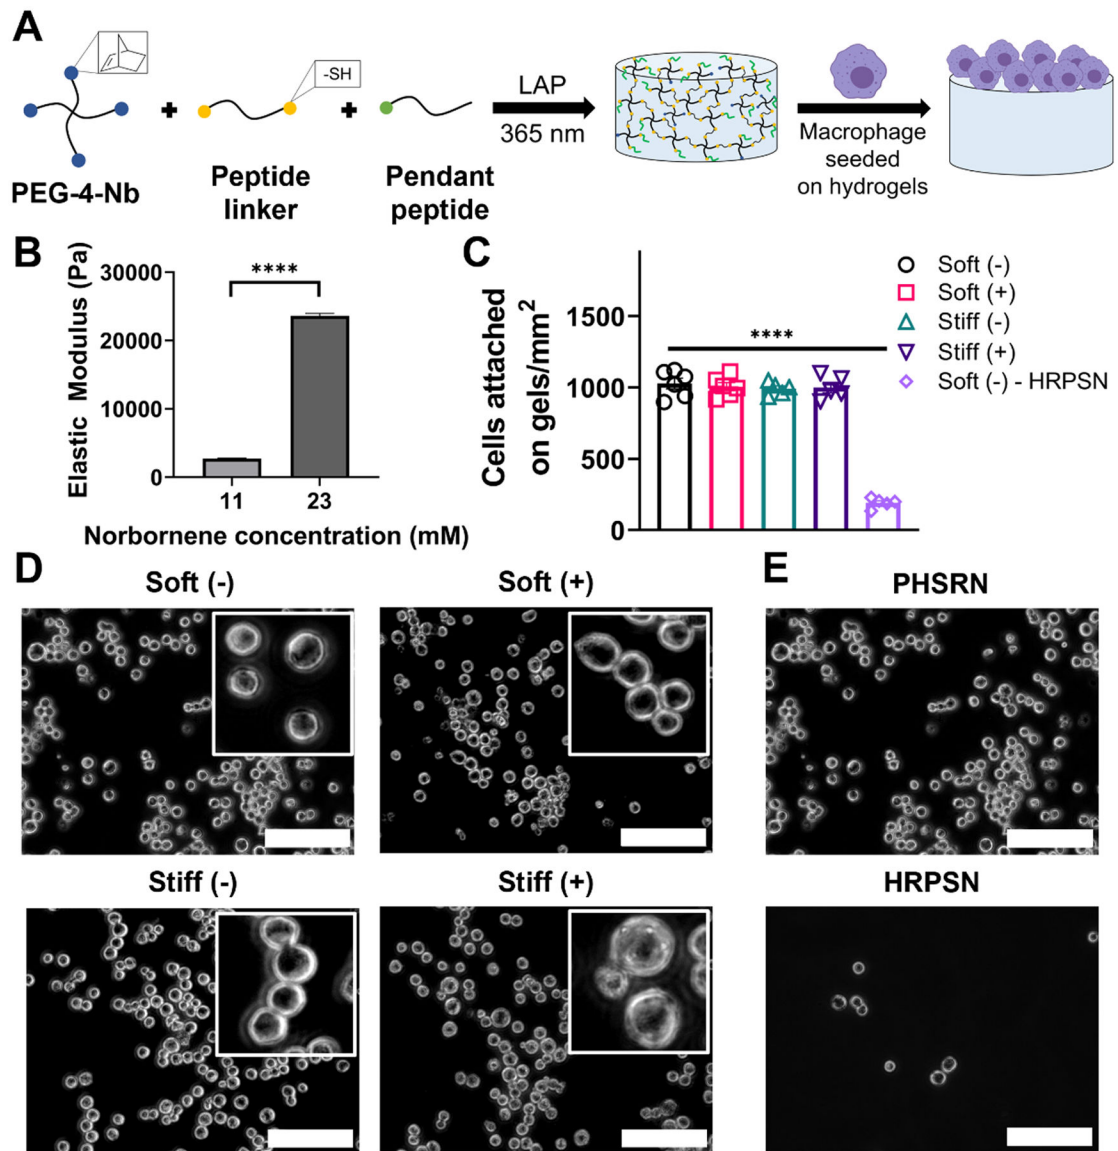 A
-SH
LAP
365 nm
PEG-4-Nb
Peptide
linker
Pendant
peptide
Macrophage
seeded
on hydrogels
B
Elastic Modulus (Pa)
30000
20000
10000
0
****
11
23
Norbornene concentration (mM)
C
Cells attached
on gels/mm²
1500
1000
500
0
****
Soft (-)
Soft (+)
Stiff (-)
Stiff (+)
Soft (-) - HRPSN
D
Soft (-)
Soft (+)
Stiff (-)
Stiff (+)
E
PHSRN
HRPSN